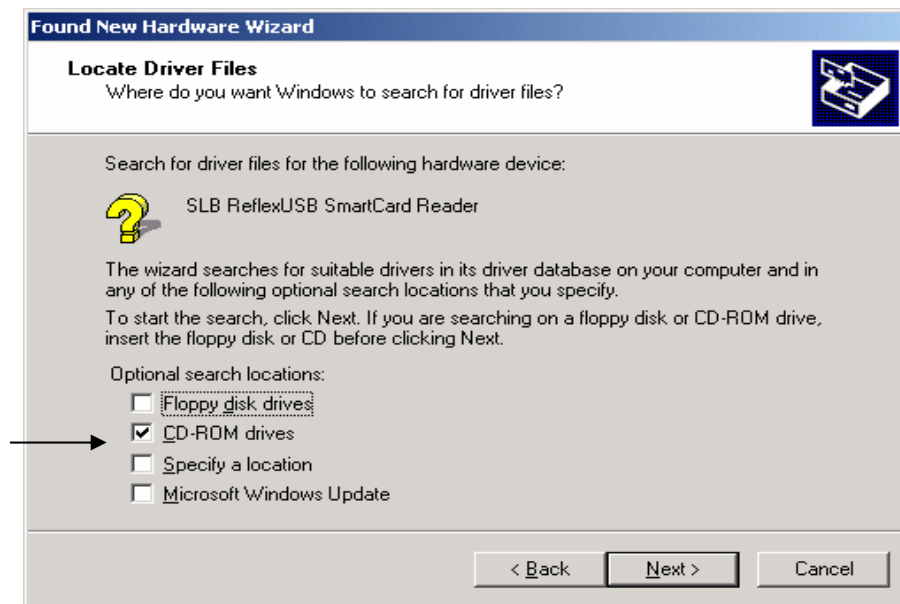 Found New Hardware Wizard
Locate Driver Files
Where do you want Windows to search for driver files?
Search for driver files for the following hardware device:
SLB ReflexUSB SmartCard Reader
The wizard searches for suitable drivers in its driver database on your computer and in
any of the following optional search locations that you specify.
To start the search, click Next. If you are searching on a floppy disk or CD-ROM drive,
insert the floppy disk or CD before clicking Next.
Optional search locations:
Floppy disk drives
CD-ROM drives
Specify a location
Microsoft Windows Update
< Back Next > Cancel